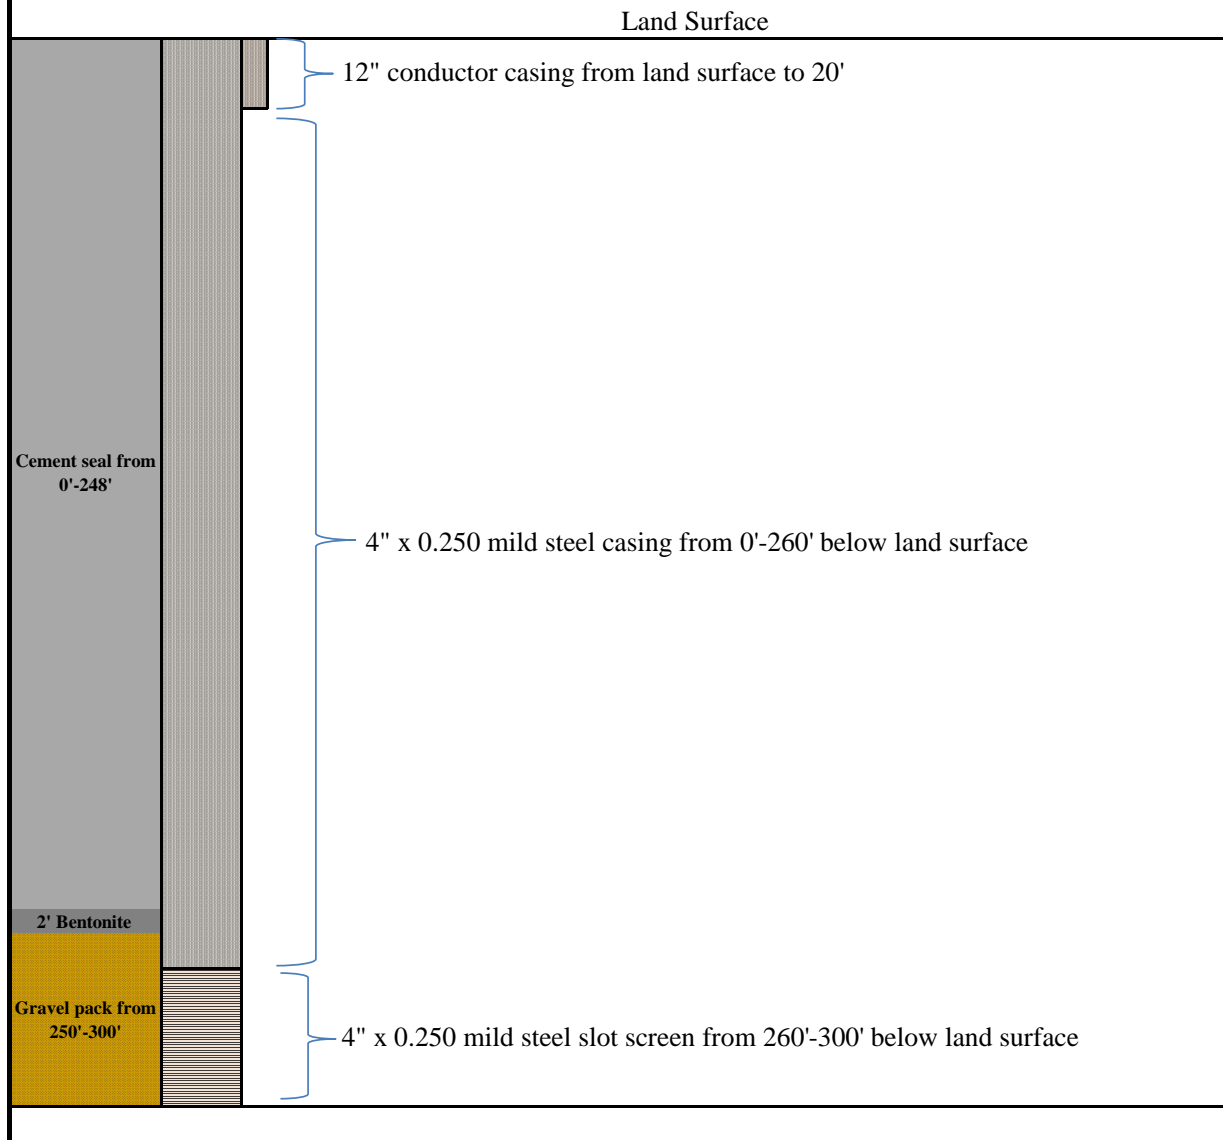 Land Surface
12" conductor casing from land surface to 20'
Cement seal from
0'-248'
4" x 0.250 mild steel casing from 0'-260' below land surface
2' Bentonite
Gravel pack from
250'-300'
4" x 0.250 mild steel slot screen from 260'-300' below land surface